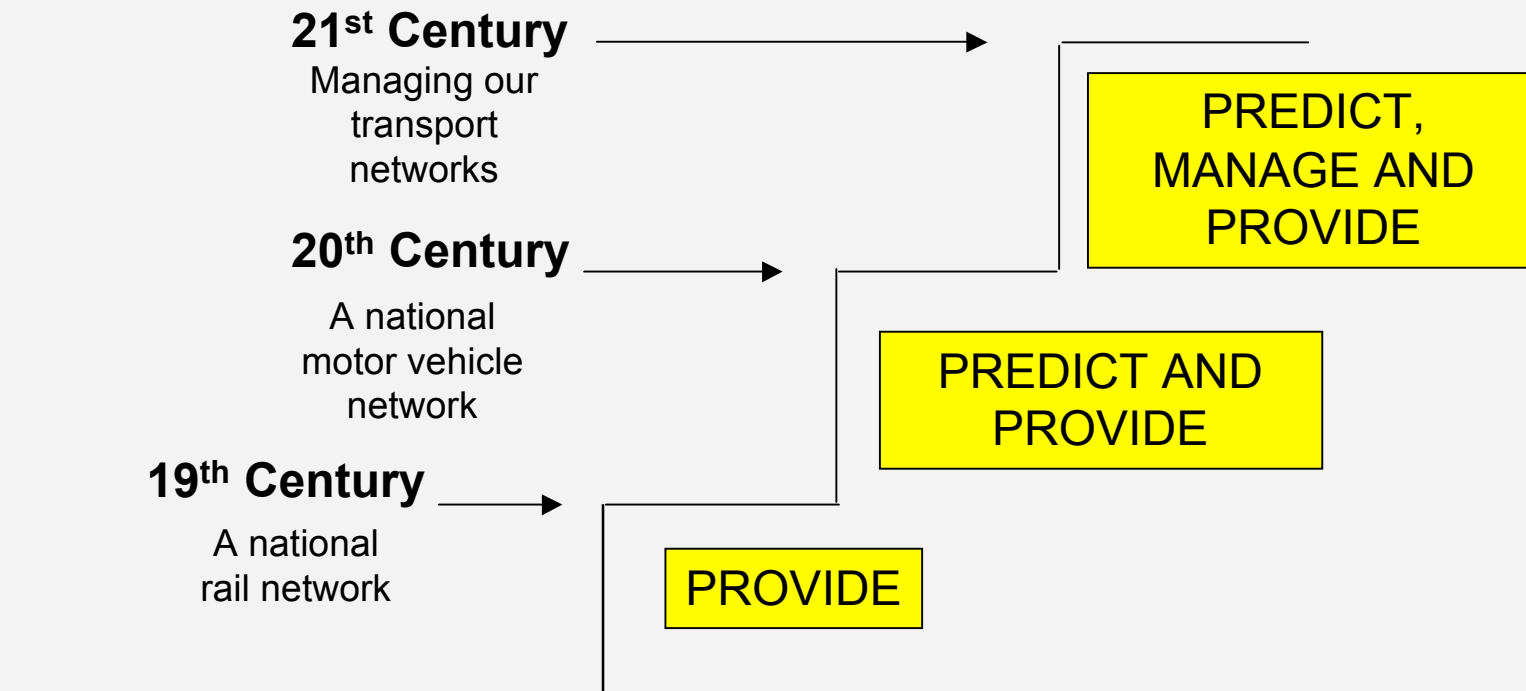 21st Century
Managing our
transport
networks
PREDICT,
MANAGE AND
PROVIDE
20th Century
A national
motor vehicle
network
PREDICT AND
PROVIDE
19th Century
A national
rail network
PROVIDE